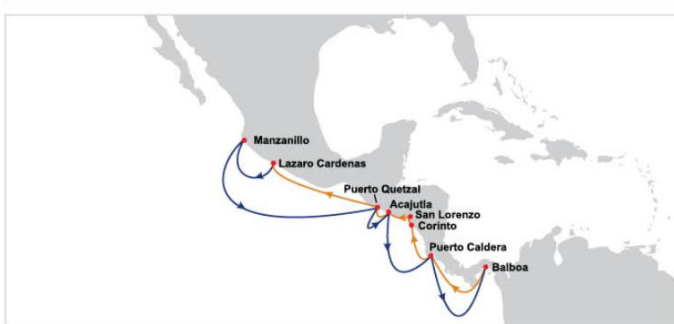 Manzanillo
Lazaro Cardenas
Puerto Quetzal
Acajutla
San Lorenzo
Corinto
Puerto Caldera
Balboa